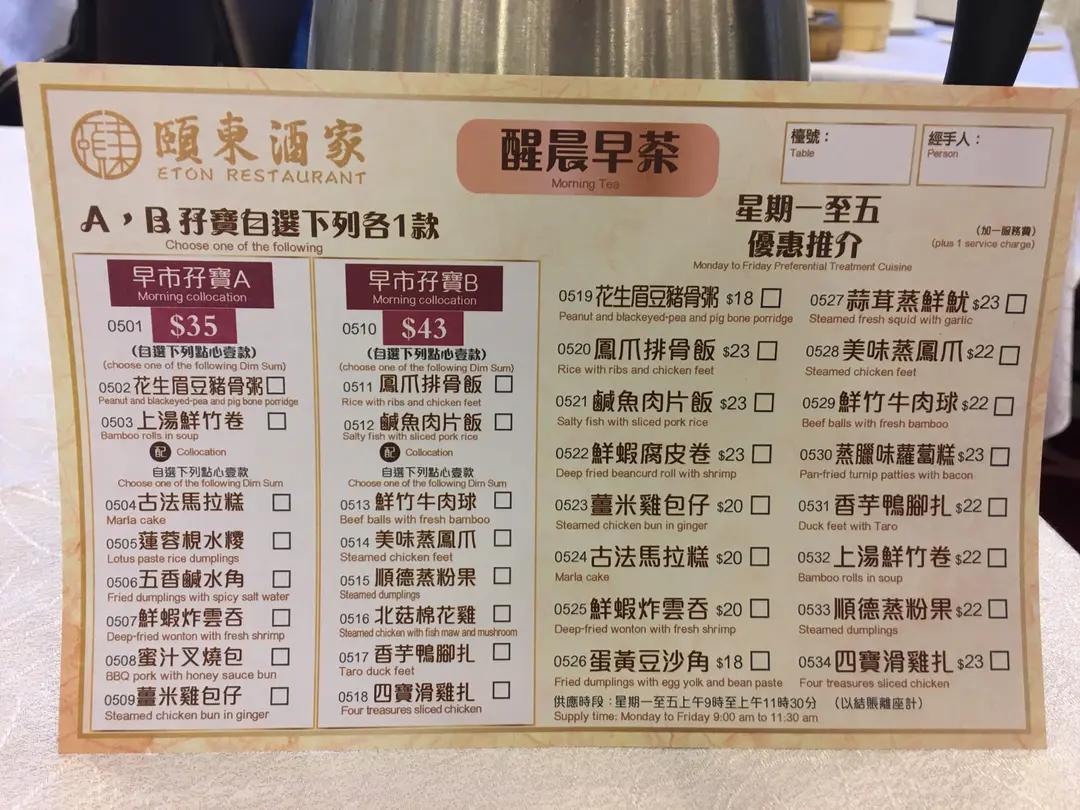 頤東酒家
ETON RESTAURANT
醒晨早茶
Morning Tea
檯號：
Table
經手人：
Person
A，B孖寶自選下列各1款
Choose one of the following
星期一至五
優惠推介
(加一服務費)
(plus 1 service charge)
Monday to Friday Preferential Treatment Cuisine
早市孖寶A
Morning collocation
0501 $35
(自選下列點心壹款)
(choose one of the following Dim Sum)
0502 花生眉豆豬骨粥
Peanut and blackeyed-pea and pig bone porridge
0503 上湯鮮竹卷
Bamboo rolls in soup
配 Collocation
自選下列點心壹款
Choose one of the following Dim Sum
0504 古法馬拉糕
Marla cake
0505 蓮蓉枧水糉
Lotus paste rice dumplings
0506 五香鹹水角
Fried dumplings with spicy salt water
0507 鮮蝦炸雲吞
Deep-fried wonton with fresh shrimp
0508 蜜汁叉燒包
BBQ pork with honey sauce bun
0509 薑米雞包仔
Steamed chicken bun in ginger
早市孖寶B
Morning collocation
0510 $43
(自選下列點心壹款)
(choose one of the following Dim Sum)
0511 鳳爪排骨飯
Rice with ribs and chicken feet
0512 鹹魚肉片飯
Salty fish with sliced pork rice
配 Collocation
自選下列點心壹款
Choose one of the following Dim Sum
0513 鮮竹牛肉球
Beef balls with fresh bamboo
0514 美味蒸鳳爪
Steamed chicken feet
0515 順德蒸粉果
Steamed dumplings
0516 北菇棉花雞
Steamed chicken with fish maw and mushroom
0517 香芋鴨腳扎
Taro duck feet
0518 四寶滑雞扎
Four treasures sliced chicken
0519 花生眉豆豬骨粥 $18
Peanut and blackeyed-pea and pig bone porridge
0520 鳳爪排骨飯 $23
Rice with ribs and chicken feet
0521 鹹魚肉片飯 $23
Salty fish with sliced pork rice
0522 鮮蝦腐皮卷 $23
Deep fried beancurd roll with shrimp
0523 薑米雞包仔 $20
Steamed chicken bun in ginger
0524 古法馬拉糕 $20
Marla cake
0525 鮮蝦炸雲吞 $20
Deep-fried wonton with fresh shrimp
0526 蛋黃豆沙角 $18
Fried dumplings with egg yolk and bean paste
0527 蒜茸蒸鮮魷 $23
Steamed fresh squid with garlic
0528 美味蒸鳳爪 $22
Steamed chicken feet
0529 鮮竹牛肉球 $22
Beef balls with fresh bamboo
0530 蒸臘味蘿蔔糕 $23
Pan-fried turnip patties with bacon
0531 香芋鴨腳扎 $22
Duck feet with Taro
0532 上湯鮮竹卷 $22
Bamboo rolls in soup
0533 順德蒸粉果 $22
Steamed dumplings
0534 四寶滑雞扎 $23
Four treasures sliced chicken
供應時段：星期一至五上午9時至上午11時30分 （以結賬離座計）
Supply time: Monday to Friday 9:00 am to 11:30 am